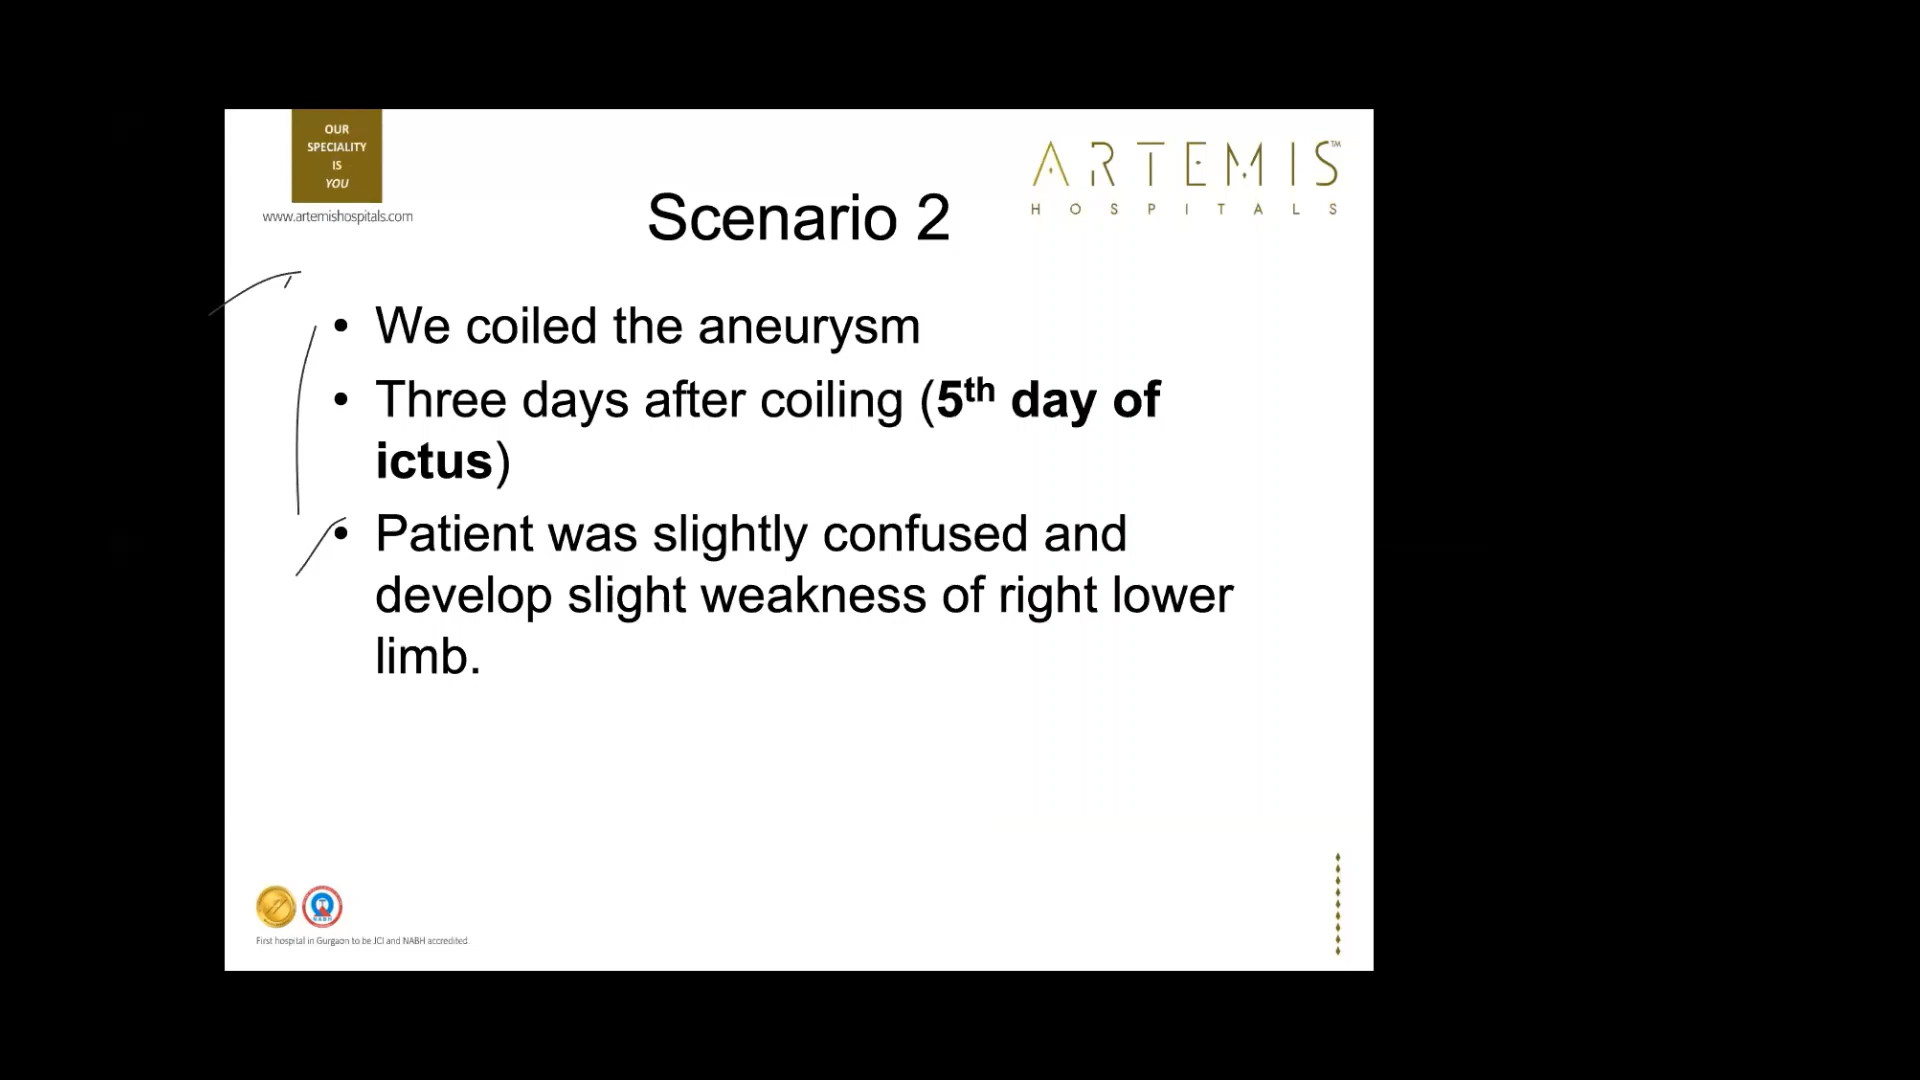 OUR
SPECIALITY
IS
YOU
www.artemishospitals.com
ARTEMIS™
HOSPITALS
Scenario 2
• We coiled the aneurysm
• Three days after coiling (5th day of
ictus)
• Patient was slightly confused and
develop slight weakness of right lower
limb.
First hospital in Gurgaon to be JCI and NABH accredited.